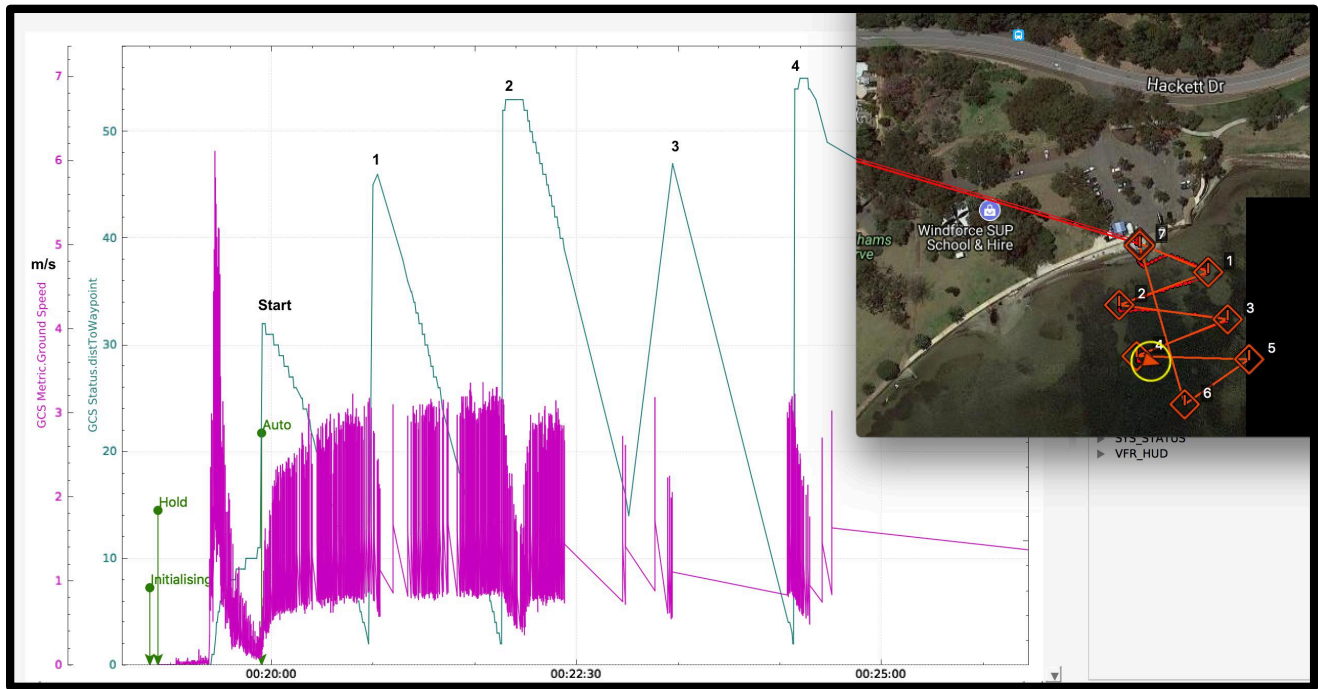 7
6
5
4
3
2
1
0
m/s
GCS Metric.Ground Speed
50
40
30
20
10
0
GCS Status.distToWaypoint
Start
1
2
3
4
Auto
Hold
Initialising
00:20:00
00:22:30
00:25:00
Hackett Dr
Windforce SUP
School & Hire
hams
rve
7
1
2
3
4
5
6
SYS_STATUS
VFR_HUD